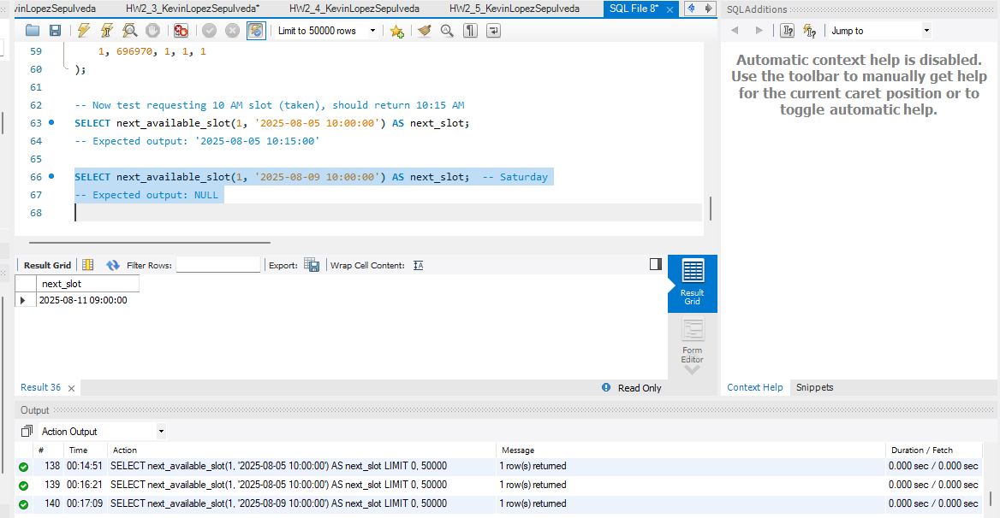 vinLopezSepulveda HW2_3_KevinLopezSepulveda* HW2_4_KevinLopezSepulveda HW2_5_KevinLopezSepulveda SQL File 8*
Limit to 50000 rows
59 1, 696970, 1, 1, 1
60 );
61
62 -- Now test requesting 10 AM slot (taken), should return 10:15 AM
63 SELECT next_available_slot(1, '2025-08-05 10:00:00') AS next_slot;
64 -- Expected output: '2025-08-05 10:15:00'
65
66 SELECT next_available_slot(1, '2025-08-09 10:00:00') AS next_slot; -- Saturday
67 -- Expected output: NULL
68
Result Grid Filter Rows: Export: Wrap Cell Content:
next_slot
2025-08-11 09:00:00
Result Grid
Form Editor
Result 36 Read Only
SQLAdditions
Jump to
Automatic context help is disabled.
Use the toolbar to manually get help
for the current caret position or to
toggle automatic help.
Context Help Snippets
Output
Action Output
# Time Action Message Duration / Fetch
138 00:14:51 SELECT next_available_slot(1, '2025-08-05 10:00:00') AS next_slot LIMIT 0, 50000 1 row(s) returned 0.000 sec / 0.000 sec
139 00:16:21 SELECT next_available_slot(1, '2025-08-05 10:00:00') AS next_slot LIMIT 0, 50000 1 row(s) returned 0.000 sec / 0.000 sec
140 00:17:09 SELECT next_available_slot(1, '2025-08-09 10:00:00') AS next_slot LIMIT 0, 50000 1 row(s) returned 0.000 sec / 0.000 sec